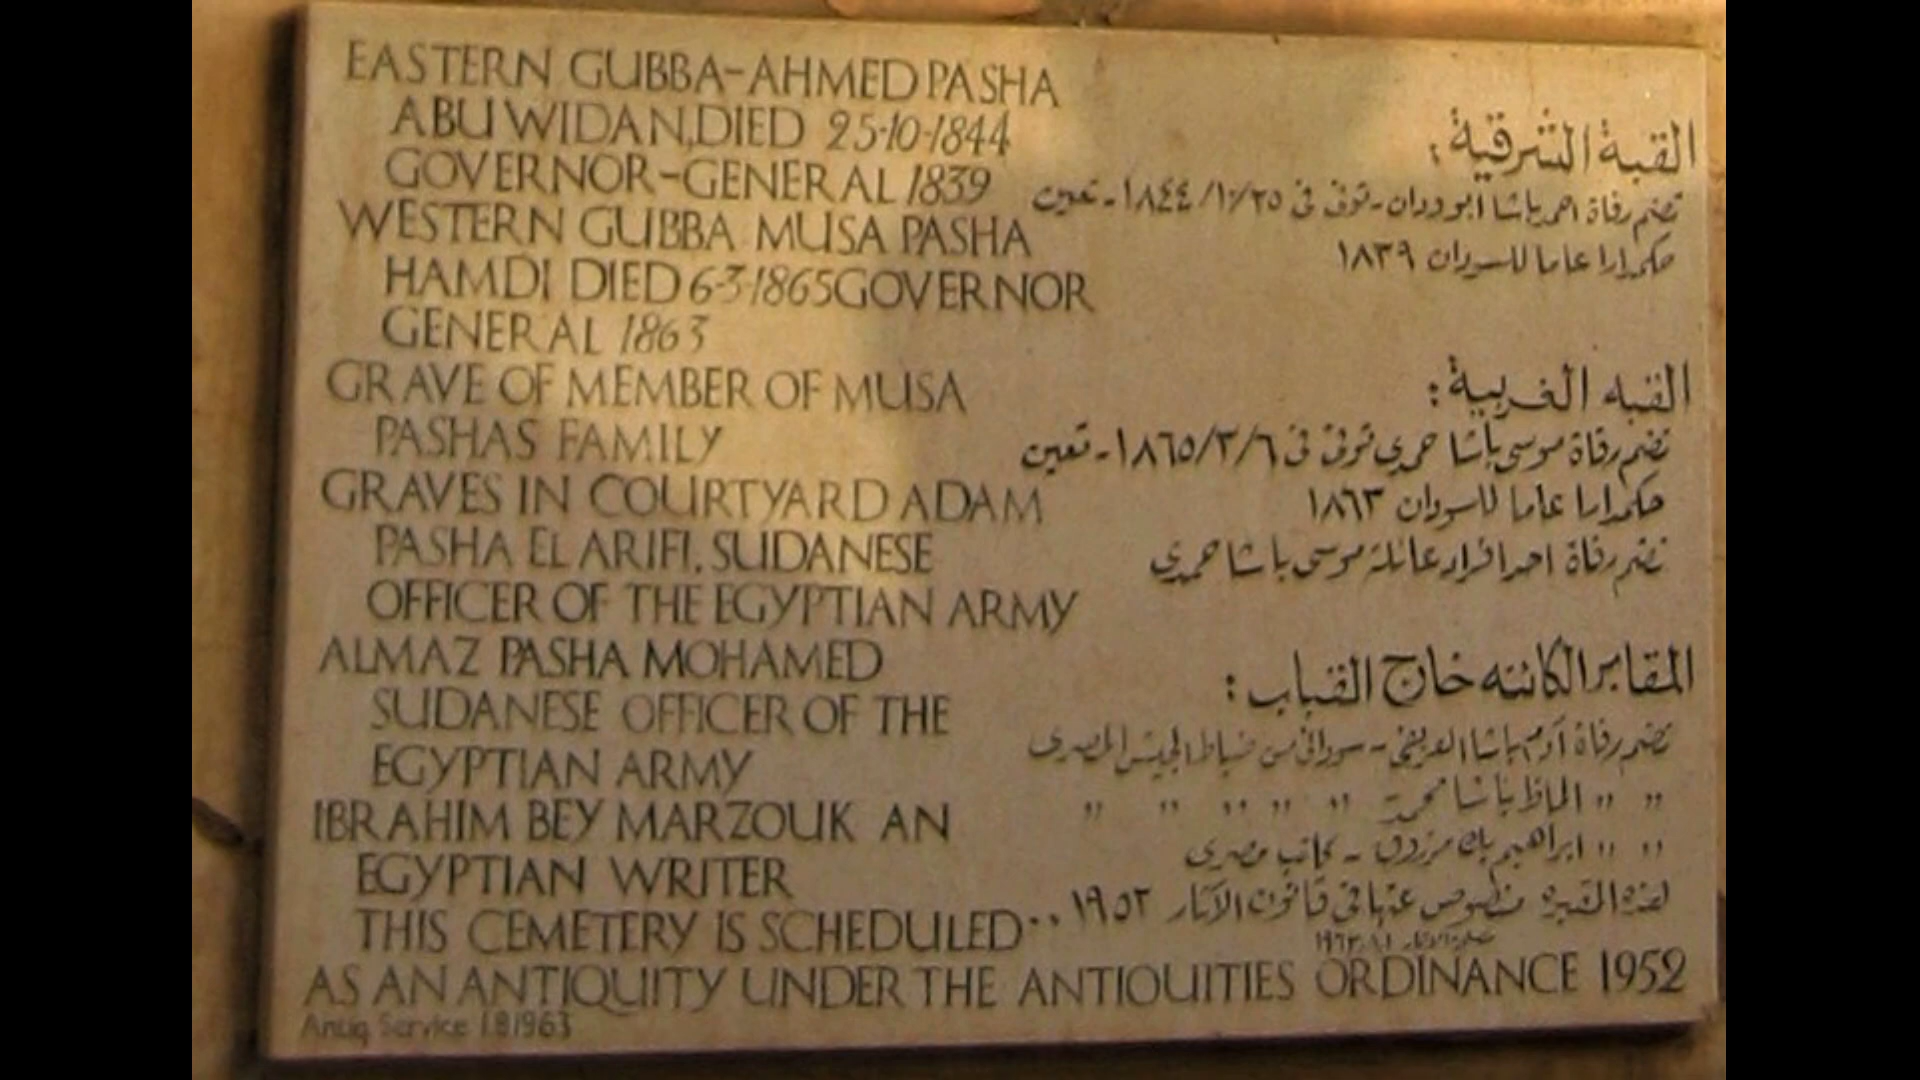 EASTERN GUBBA-AHMED PASHA
ABU WIDAN, DIED 25-10-1844
GOVERNOR-GENERAL 1839
WESTERN GUBBA MUSA PASHA
HAMDI DIED 6-3-1865 GOVERNOR
GENERAL 1863
GRAVE OF MEMBER OF MUSA
PASHAS FAMILY
GRAVES IN COURTYARD ADAM
PASHA EL ARIFI, SUDANESE
OFFICER OF THE EGYPTIAN ARMY
ALMAZ PASHA MOHAMED
SUDANESE OFFICER OF THE
EGYPTIAN ARMY
IBRAHIM BEY MARZOUK AN
EGYPTIAN WRITER
THIS CEMETERY IS SCHEDULED..
AS AN ANTIQUITY UNDER THE ANTIOUITIES ORDINANCE 1952
Antiq Service 1.8.1963
القبة الشرقية :
تضم رفاة احمد باشا ابو ودان - توفى فى ١٨٤٤/١٠/٢٥ - تعين
حكمدارا عاما للسودان ١٨٣٩
القبه الغربية :
تضم رفاة موسى باشا حمدي توفى فى ١٨٦٥/٣/٦ - تعين
حكمدارا عاما للسودان ١٨٦٣
تضم رفاة احد افراد عائلة موسى باشا حمدي
المقابر الكائنه خارج القباب :
تضم رفاة آدم باشا العريفى - سودانى من ضباط الجيش المصرى
" " الماظ باشا محمد " " " " " "
" " ابراهيم بك مرزوق - كاتب مصرى
هذه المقبرة منصوص عنها فى قانون الآثار ١٩٥٢